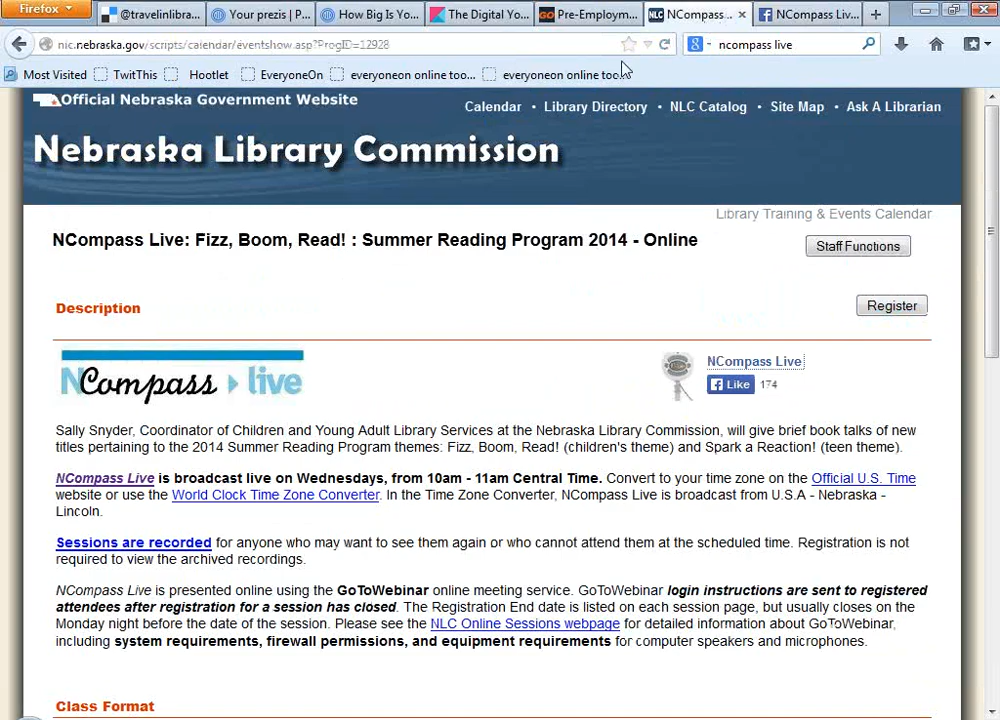 Firefox
@travelinlibra...
Your prezis | P...
How Big Is Yo...
The Digital Yo...
GO Pre-Employm...
NLC NCompass...
NCompass Liv...
nlc.nebraska.gov/scripts/calendar/eventshow.asp?ProgID=12928
ncompass live
Most Visited
TwitThis
Hootlet
EveryoneOn
everyoneon online too...
everyoneon online too...
Official Nebraska Government Website
Calendar • Library Directory • NLC Catalog • Site Map • Ask A Librarian
Nebraska Library Commission
Library Training & Events Calendar
NCompass Live: Fizz, Boom, Read! : Summer Reading Program 2014 - Online
Staff Functions
Description
Register
NCompass live
NCompass Live
Like 174
Sally Snyder, Coordinator of Children and Young Adult Library Services at the Nebraska Library Commission, will give brief book talks of new
titles pertaining to the 2014 Summer Reading Program themes: Fizz, Boom, Read! (children's theme) and Spark a Reaction! (teen theme).
NCompass Live is broadcast live on Wednesdays, from 10am - 11am Central Time. Convert to your time zone on the Official U.S. Time
website or use the World Clock Time Zone Converter. In the Time Zone Converter, NCompass Live is broadcast from U.S.A - Nebraska -
Lincoln.
Sessions are recorded for anyone who may want to see them again or who cannot attend them at the scheduled time. Registration is not
required to view the archived recordings.
NCompass Live is presented online using the GoToWebinar online meeting service. GoToWebinar login instructions are sent to registered
attendees after registration for a session has closed. The Registration End date is listed on each session page, but usually closes on the
Monday night before the date of the session. Please see the NLC Online Sessions webpage for detailed information about GoToWebinar,
including system requirements, firewall permissions, and equipment requirements for computer speakers and microphones.
Class Format